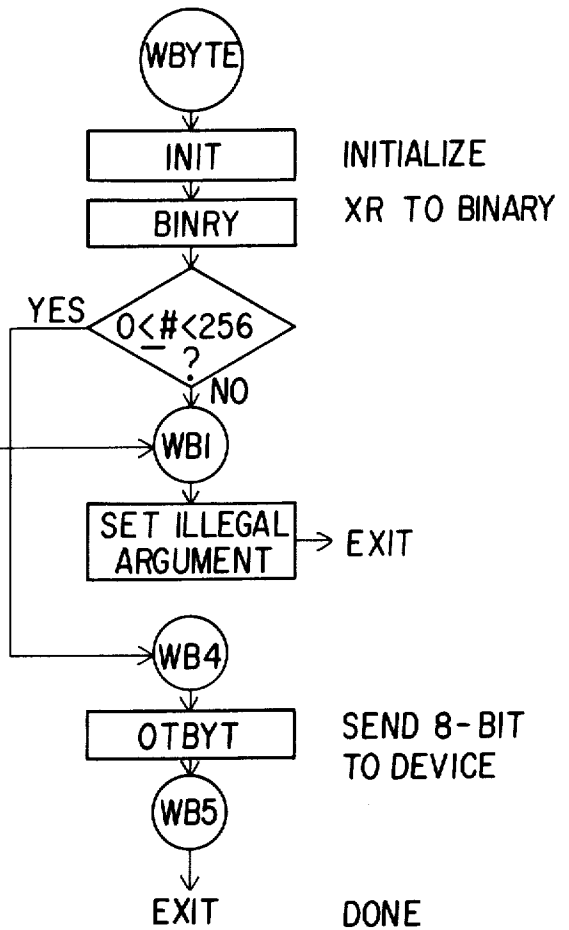 WBYTE
INIT
INITIALIZE
BINRY
XR TO BINARY
YES
0≤#<256
?
NO
WB1
SET ILLEGAL
ARGUMENT
EXIT
WB4
OTBYT
SEND 8-BIT
TO DEVICE
WB5
EXIT
DONE